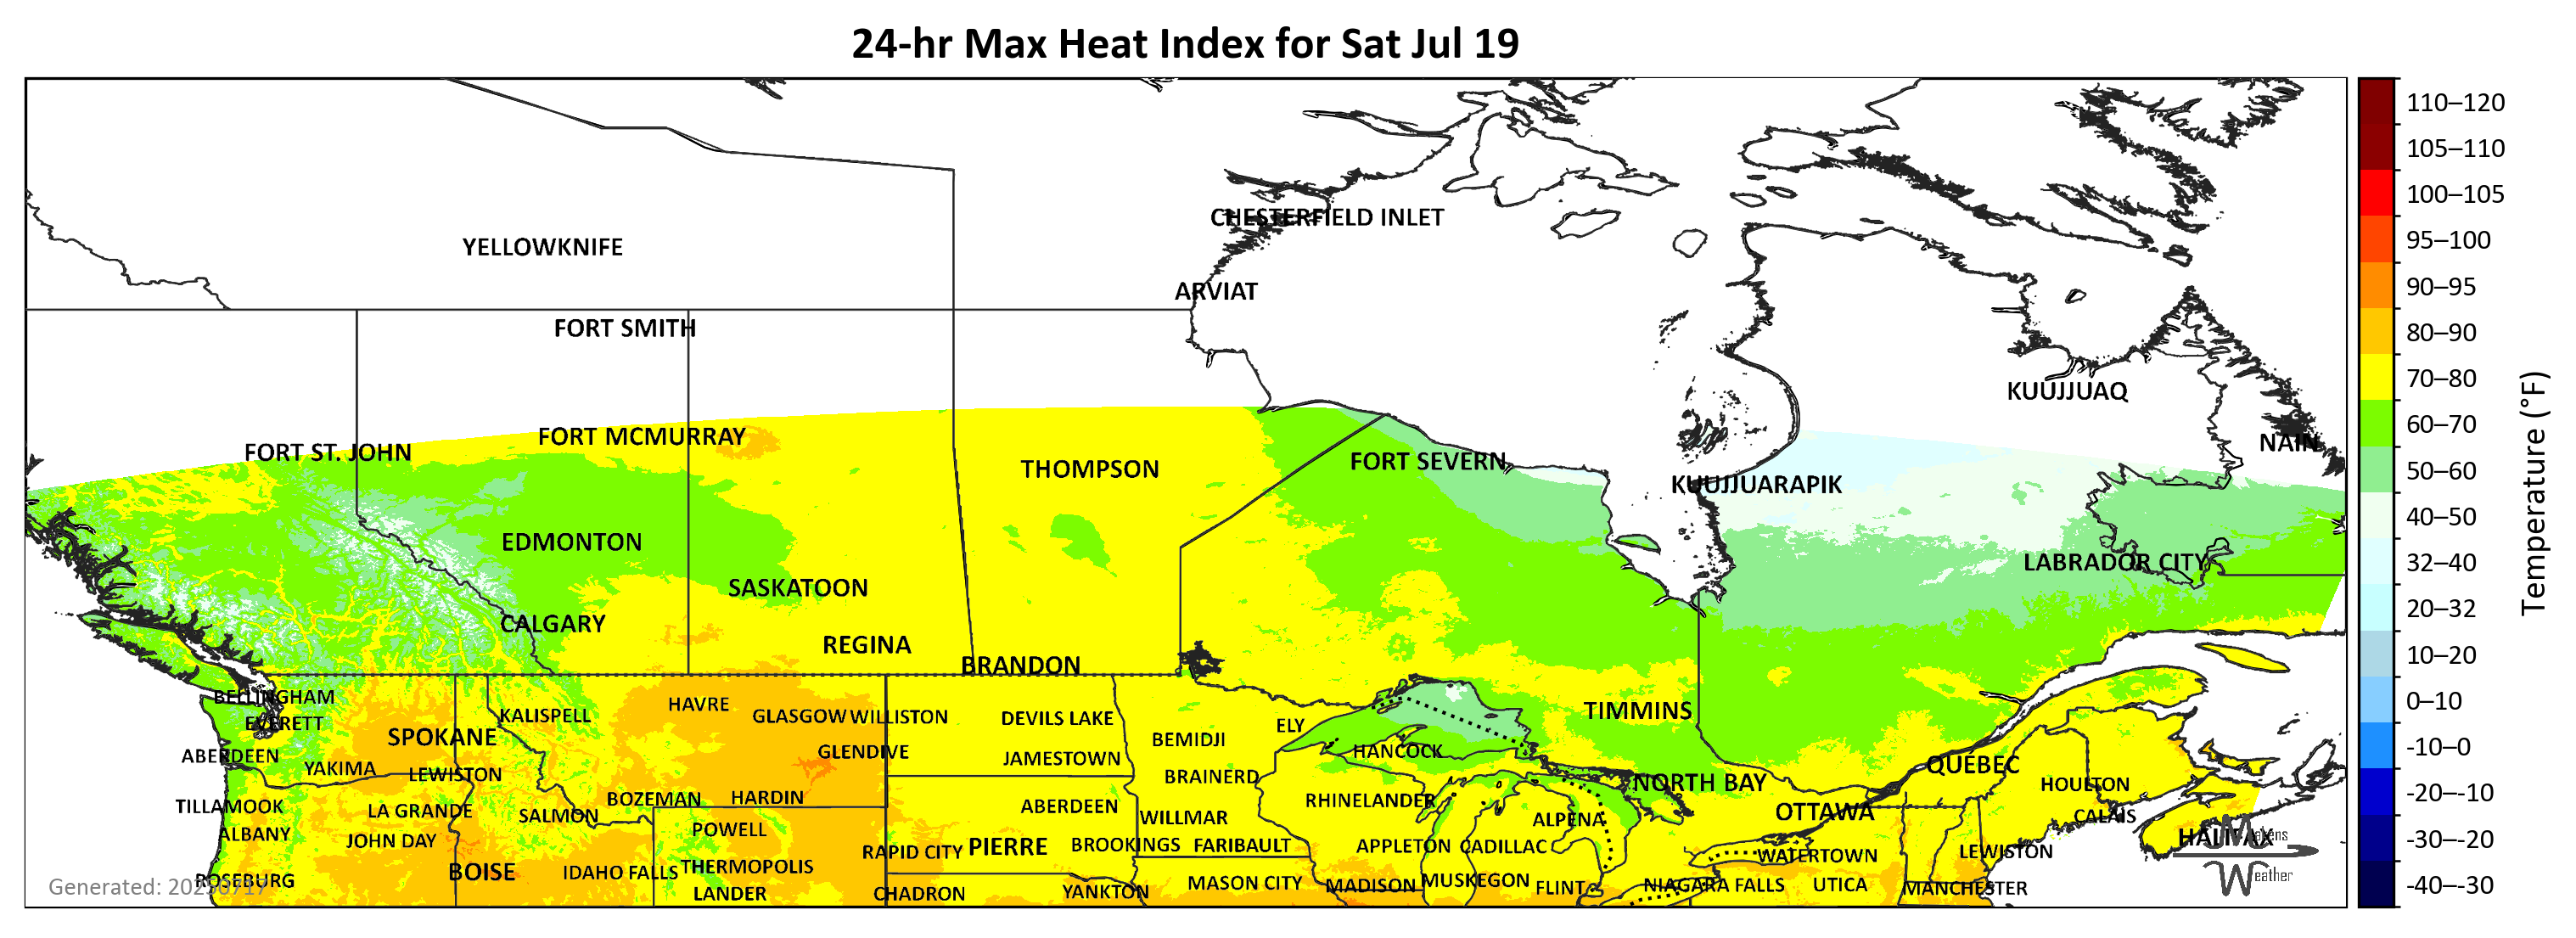 24-hr Max Heat Index for Sat Jul 19
CHESTERFIELD INLET
YELLOWKNIFE
ARVIAT
FORT SMITH
KUUJJUAQ
FORT MCMURRAY
NAIN
FORT ST. JOHN
FORT SEVERN
THOMPSON
KUUJJUARAPIK
EDMONTON
LABRADOR CITY
SASKATOON
CALGARY
REGINA
BRANDON
BELLINGHAM
HAVRE
KALISPELL
GLASGOW
WILLISTON
DEVILS LAKE
TIMMINS
EVERETT
ELY
SPOKANE
BEMIDJI
HANCOCK
GLENDIVE
ABERDEEN
JAMESTOWN
QUEBEC
YAKIMA
LEWISTON
BRAINERD
NORTH BAY
HOULTON
BOZEMAN
HARDIN
RHINELANDER
TILLAMOOK
LA GRANDE
ABERDEEN
SALMON
OTTAWA
CALAIS
WILLMAR
ALPENA
ALBANY
POWELL
HALIFAX
JOHN DAY
BROOKINGS
FARIBAULT
APPLETON
CADILLAC
PIERRE
RAPID CITY
LEWISTON
WATERTOWN
THERMOPOLIS
BOISE
IDAHO FALLS
ROSEBURG
MUSKEGON
MASON CITY
MADISON
NIAGARA FALLS
UTICA
FLINT
MANCHESTER
LANDER
CHADRON
YANKTON
Makens
Weather
110–120
105–110
100–105
95–100
90–95
80–90
70–80
60–70
50–60
40–50
32–40
20–32
10–20
0–10
-10–0
-20–-10
-30–-20
-40–-30
Temperature (°F)
Generated: 20250717